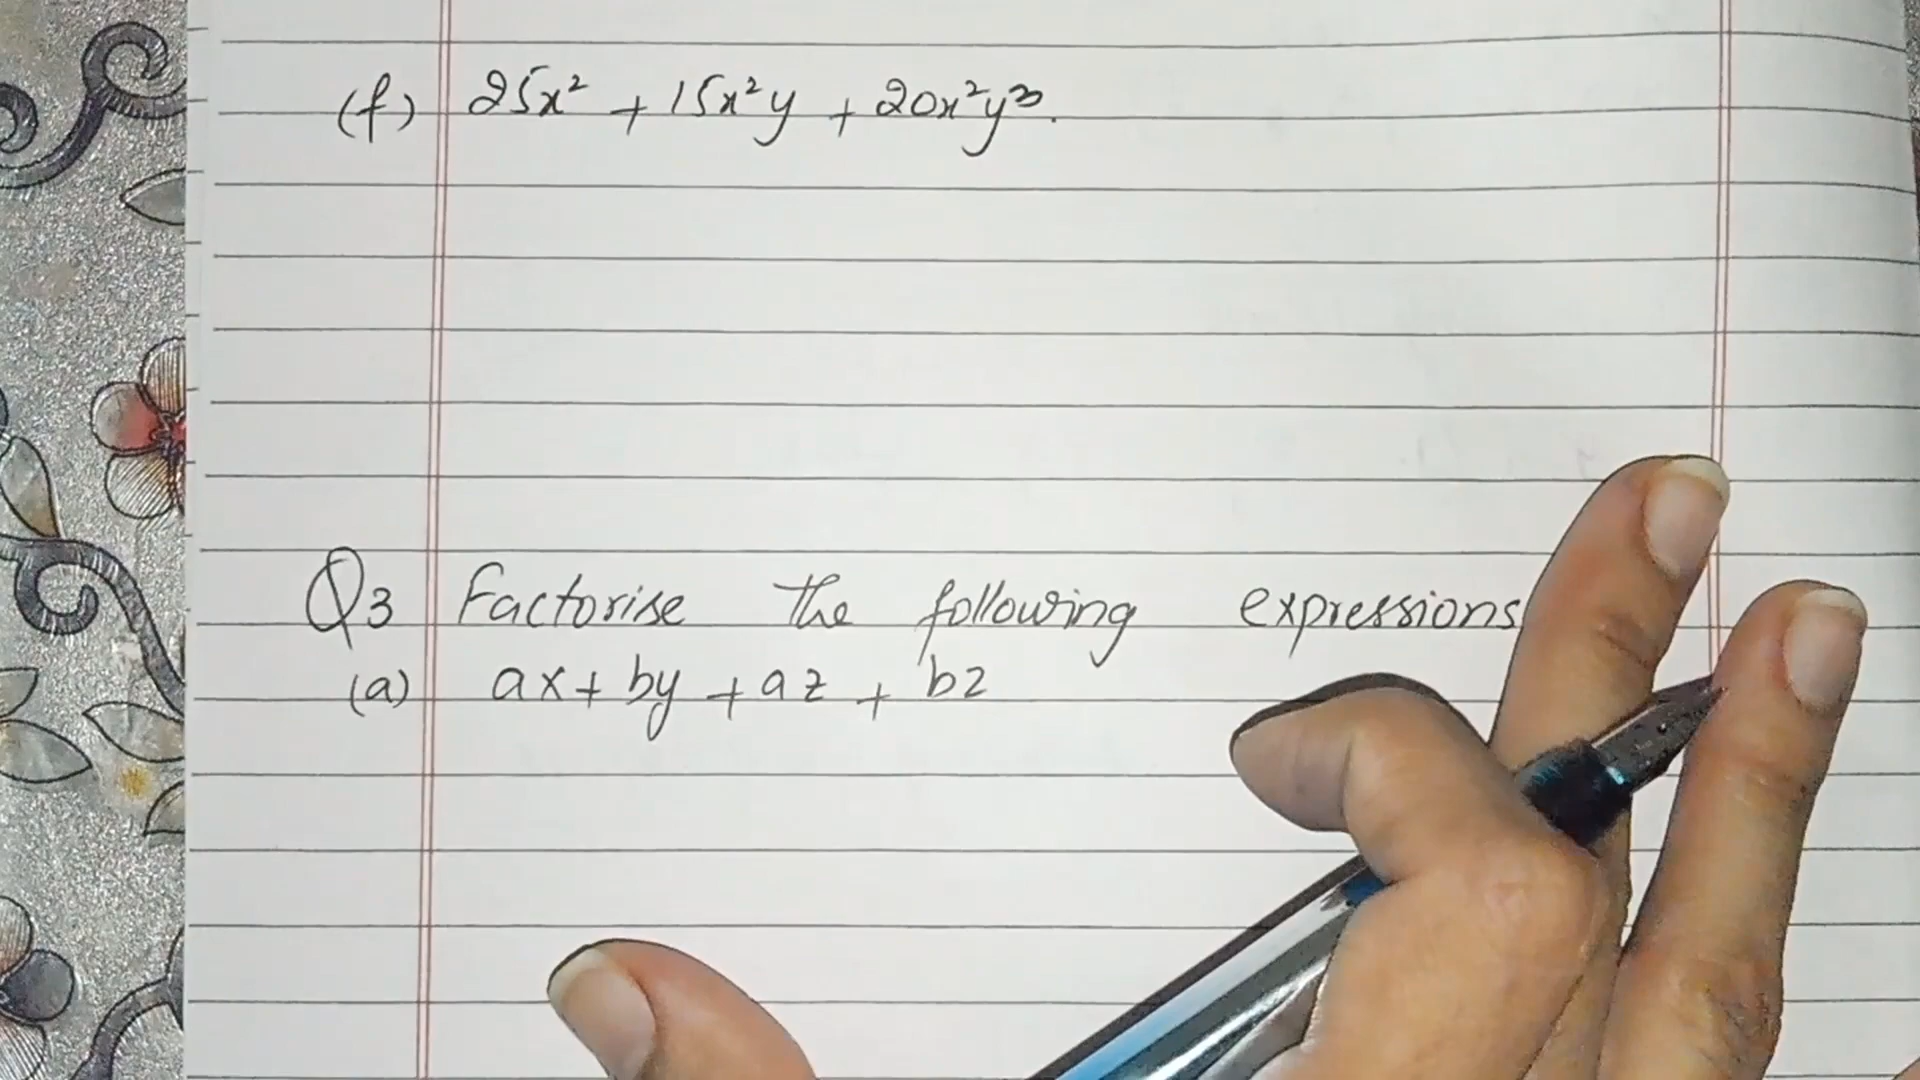 (f) 25x² + 15x²y + 20x²y³.
Q3 Factorise the following expressions
(a) ax + by + az + bz